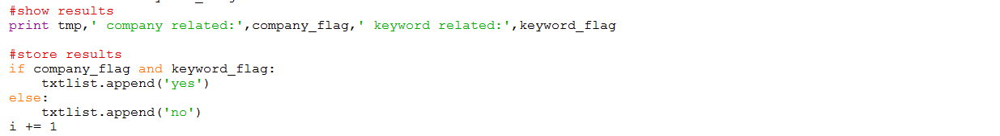 #show results
print tmp,' company related:',company_flag,' keyword related:',keyword_flag
#store results
if company_flag and keyword_flag:
    txtlist.append('yes')
else:
    txtlist.append('no')
i += 1